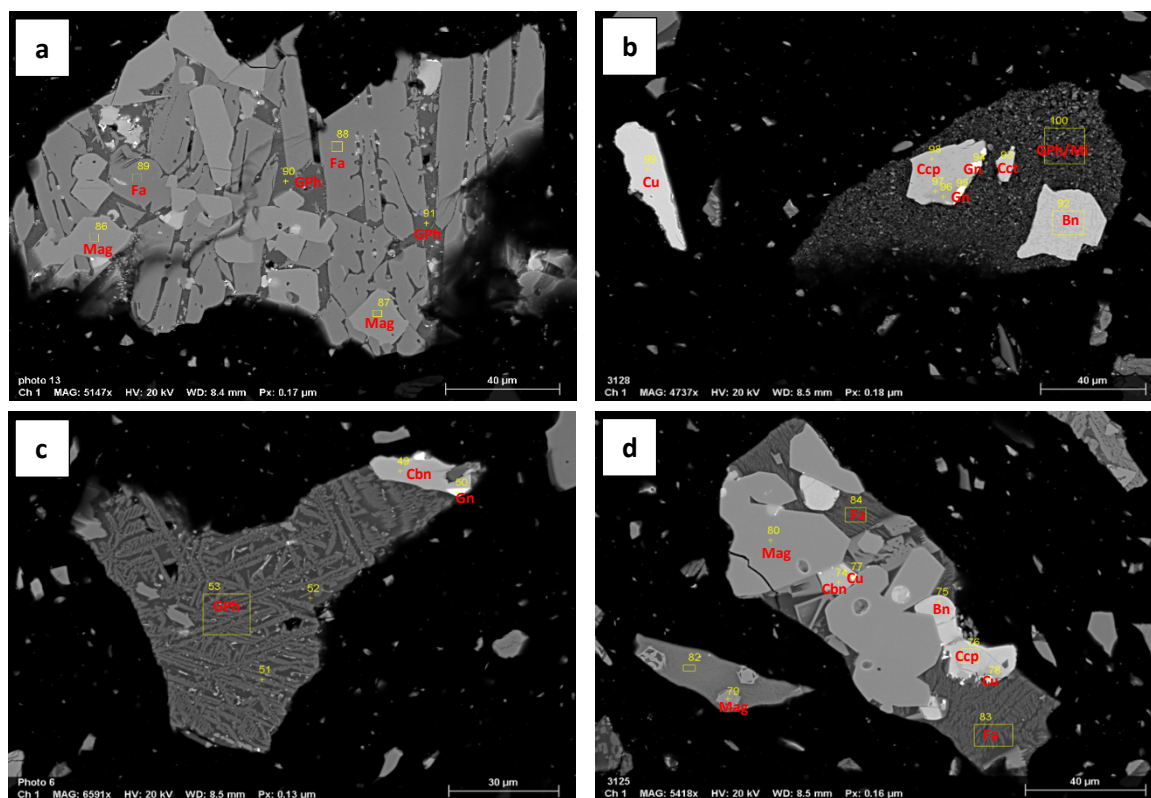 a
88
Fa
89
Fa
90
GPh
91
GPh
86
Mag
87
Mag
photo 13
Ch 1 MAG: 5147x HV: 20 kV WD: 8.4 mm Px: 0.17 µm
40 µm
b
100
GPh/Ml
Cu
98
Ccp
Gn
Cct
97
96
Gn
92
Bn
3128
Ch 1 MAG: 4737x HV: 20 kV WD: 8.5 mm Px: 0.18 µm
40 µm
c
49
Cbn
Gn
53
GPh
52
51
Photo 6
Ch 1 MAG: 6591x HV: 20 kV WD: 8.5 mm Px: 0.13 µm
30 µm
d
84
Fa
80
Mag
77
74
Cu
Cbn
75
Bn
76
Ccp
78
Cu
82
79
Mag
83
Fa
3125
Ch 1 MAG: 5418x HV: 20 kV WD: 8.5 mm Px: 0.16 µm
40 µm